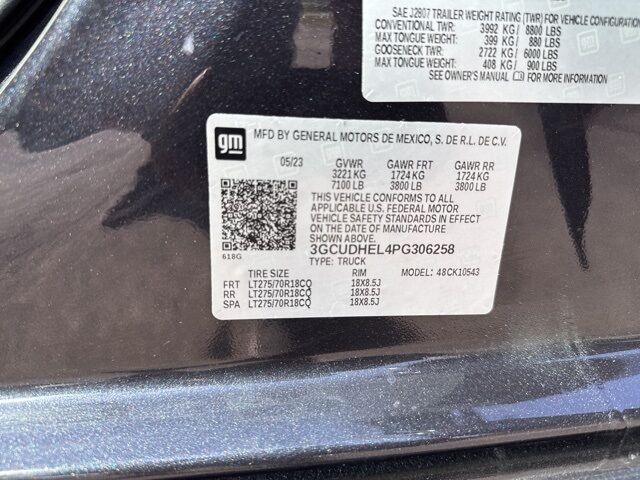 SAE J2807 TRAILER WEIGHT RATING (TWR) FOR VEHICLE CONFIGURATION
CONVENTIONAL TWR: 3992 KG/ 8800 LBS
MAX TONGUE WEIGHT: 399 KG/ 880 LBS
GOOSENECK TWR: 2722 KG/ 6000 LBS
MAX TONGUE WEIGHT: 408 KG/ 900 LBS
SEE OWNER'S MANUAL FOR MORE INFORMATION
gm
MFD BY GENERAL MOTORS DE MEXICO, S. DE R.L. DE C.V.
05/23 GVWR GAWR FRT GAWR RR
3221 KG 1724 KG 1724 KG
7100 LB 3800 LB 3800 LB
THIS VEHICLE CONFORMS TO ALL
APPLICABLE U.S. FEDERAL MOTOR
VEHICLE SAFETY STANDARDS IN EFFECT
ON THE DATE OF MANUFACTURE
SHOWN ABOVE.
3GCUDHEL4PG306258
618G
TYPE: TRUCK
MODEL: 48CK10543
TIRE SIZE RIM
FRT LT275/70R18CQ 18X8.5J
RR LT275/70R18CQ 18X8.5J
SPA LT275/70R18CQ 18X8.5J